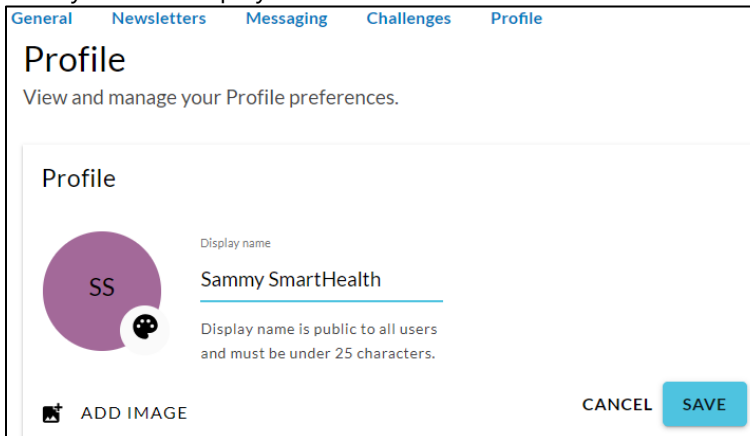 General Newsletters Messaging Challenges Profile
Profile
View and manage your Profile preferences.
Profile
Display name
SS
Sammy SmartHealth
Display name is public to all users
and must be under 25 characters.
ADD IMAGE
CANCEL SAVE